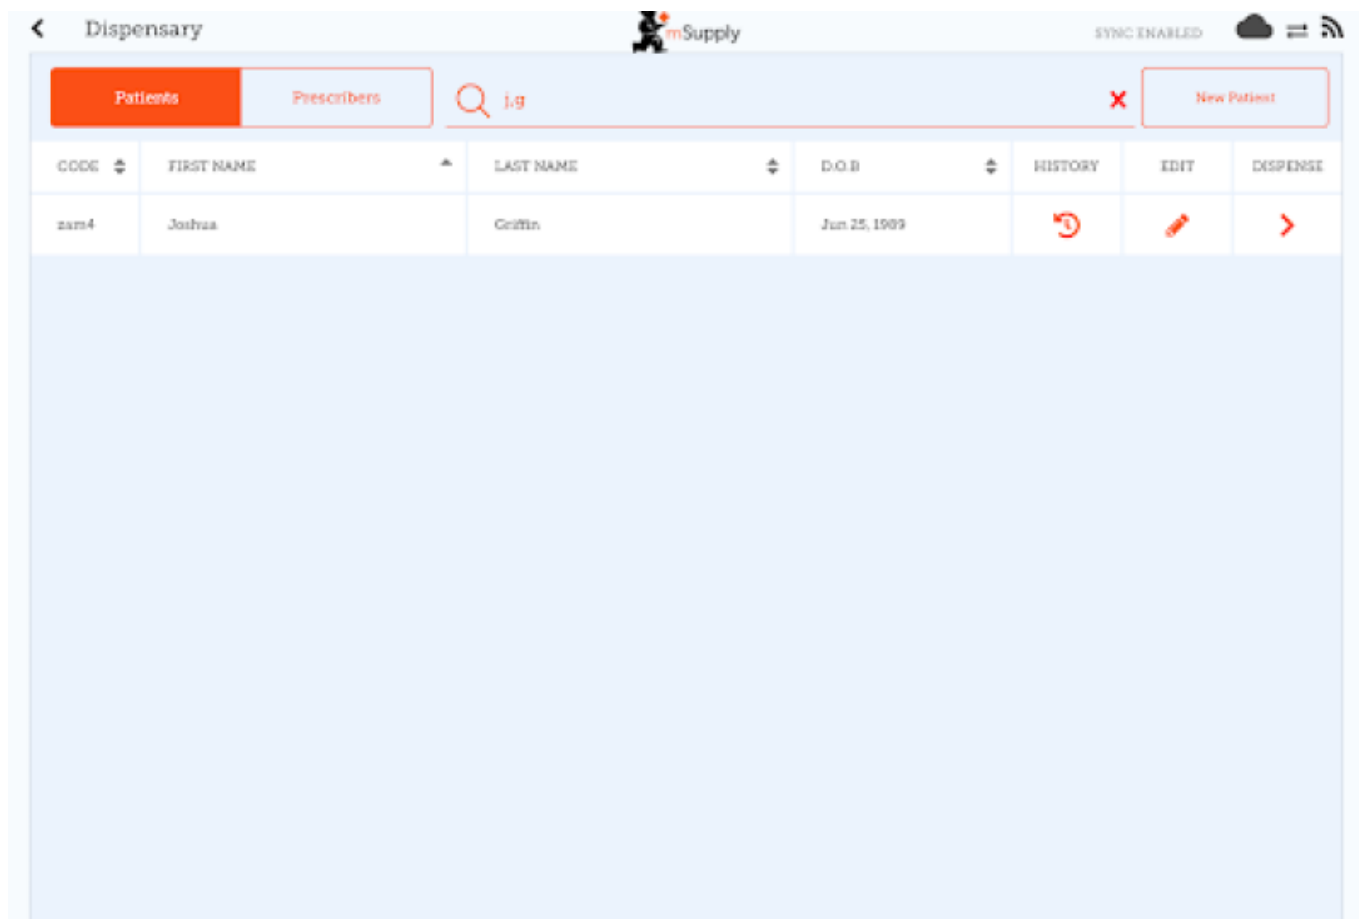 Dispensary
mSupply
SYNC ENABLED
Patients
Prescribers
j,g
New Patient
CODE
FIRST NAME
LAST NAME
D.O.B
HISTORY
EDIT
DISPENSE
zam4
Joshua
Griffin
Jun 25, 1989